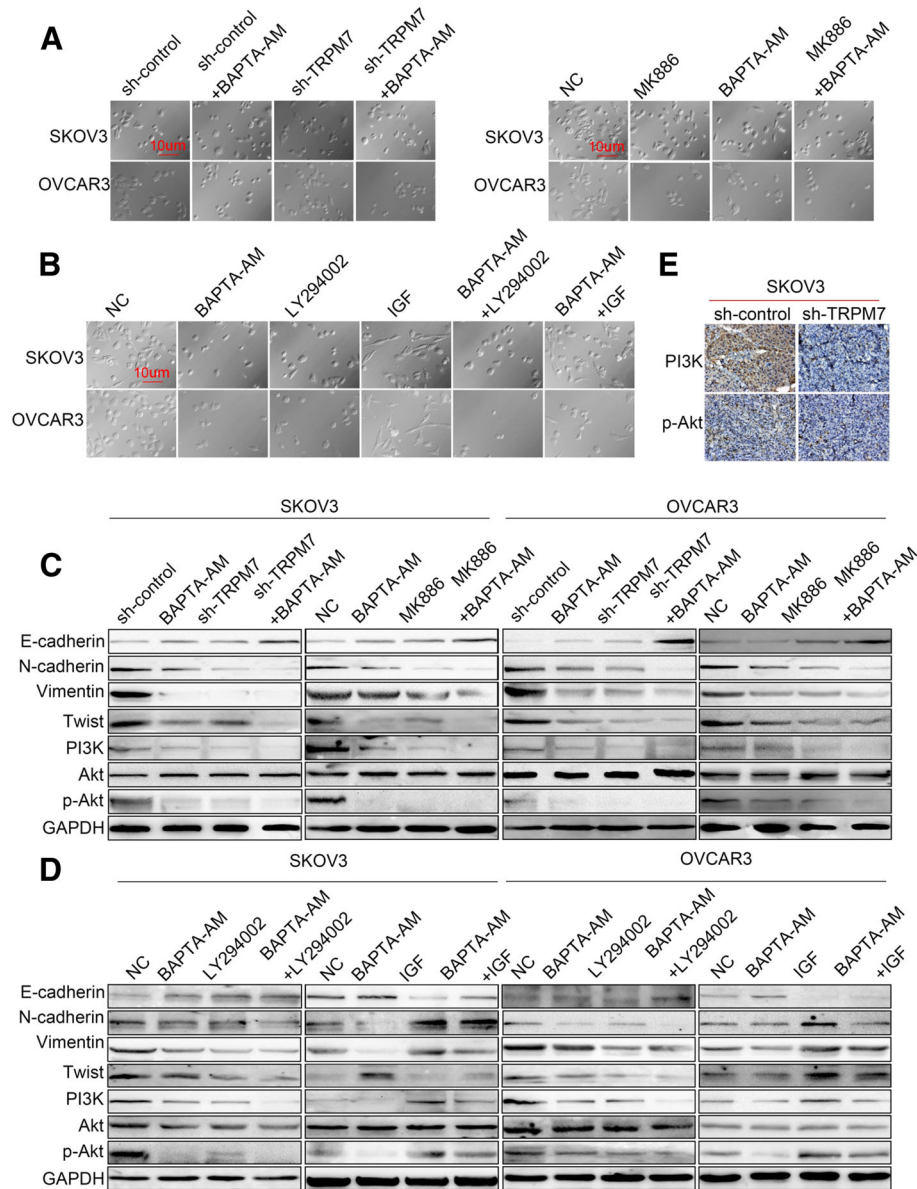 A
sh-control
sh-control
+BAPTA-AM
sh-TRPM7
sh-TRPM7
+BAPTA-AM
NC
MK886
BAPTA-AM
MK886
+BAPTA-AM
SKOV3
10um
OVCAR3
SKOV3
10um
OVCAR3
B
NC
BAPTA-AM
LY294002
IGF
BAPTA-AM
+LY294002
BAPTA-AM
+IGF
SKOV3
10um
OVCAR3
E
SKOV3
sh-control sh-TRPM7
PI3K
p-Akt
SKOV3
OVCAR3
C
sh-control
BAPTA-AM
sh-TRPM7
sh-TRPM7
+BAPTA-AM
NC
BAPTA-AM
MK886
MK886
+BAPTA-AM
sh-control
BAPTA-AM
sh-TRPM7
sh-TRPM7
+BAPTA-AM
NC
BAPTA-AM
MK886
MK886
+BAPTA-AM
E-cadherin
N-cadherin
Vimentin
Twist
PI3K
Akt
p-Akt
GAPDH
D
SKOV3
OVCAR3
NC
BAPTA-AM
LY294002
BAPTA-AM
+LY294002
NC
BAPTA-AM
IGF
BAPTA-AM
+IGF
NC
BAPTA-AM
LY294002
BAPTA-AM
+LY294002
NC
BAPTA-AM
IGF
BAPTA-AM
+IGF
E-cadherin
N-cadherin
Vimentin
Twist
PI3K
Akt
p-Akt
GAPDH